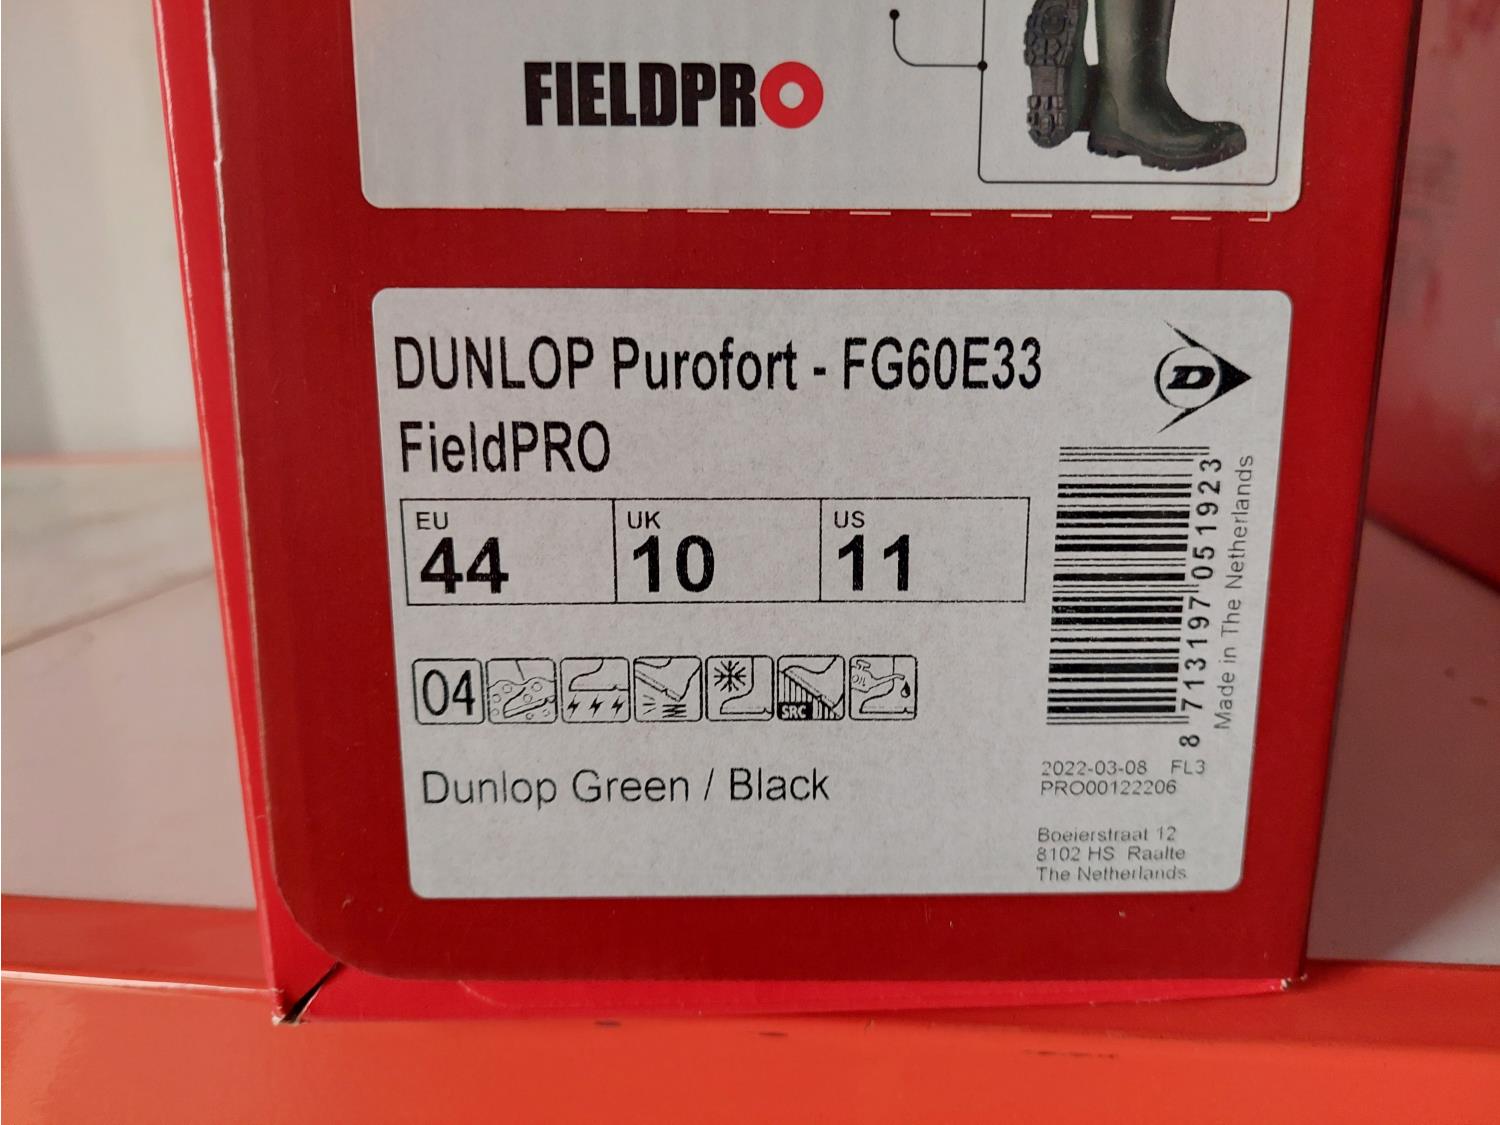 FIELDPRO
DUNLOP Purofort - FG60E33
FieldPRO
D
EU
44
UK
10
US
11
04
SRC
Dunlop Green / Black
8 713197 051923
Made in The Netherlands
2022-03-08 FL3
PRO00122206
Boeierstraat 12
8102 HS Raalte
The Netherlands